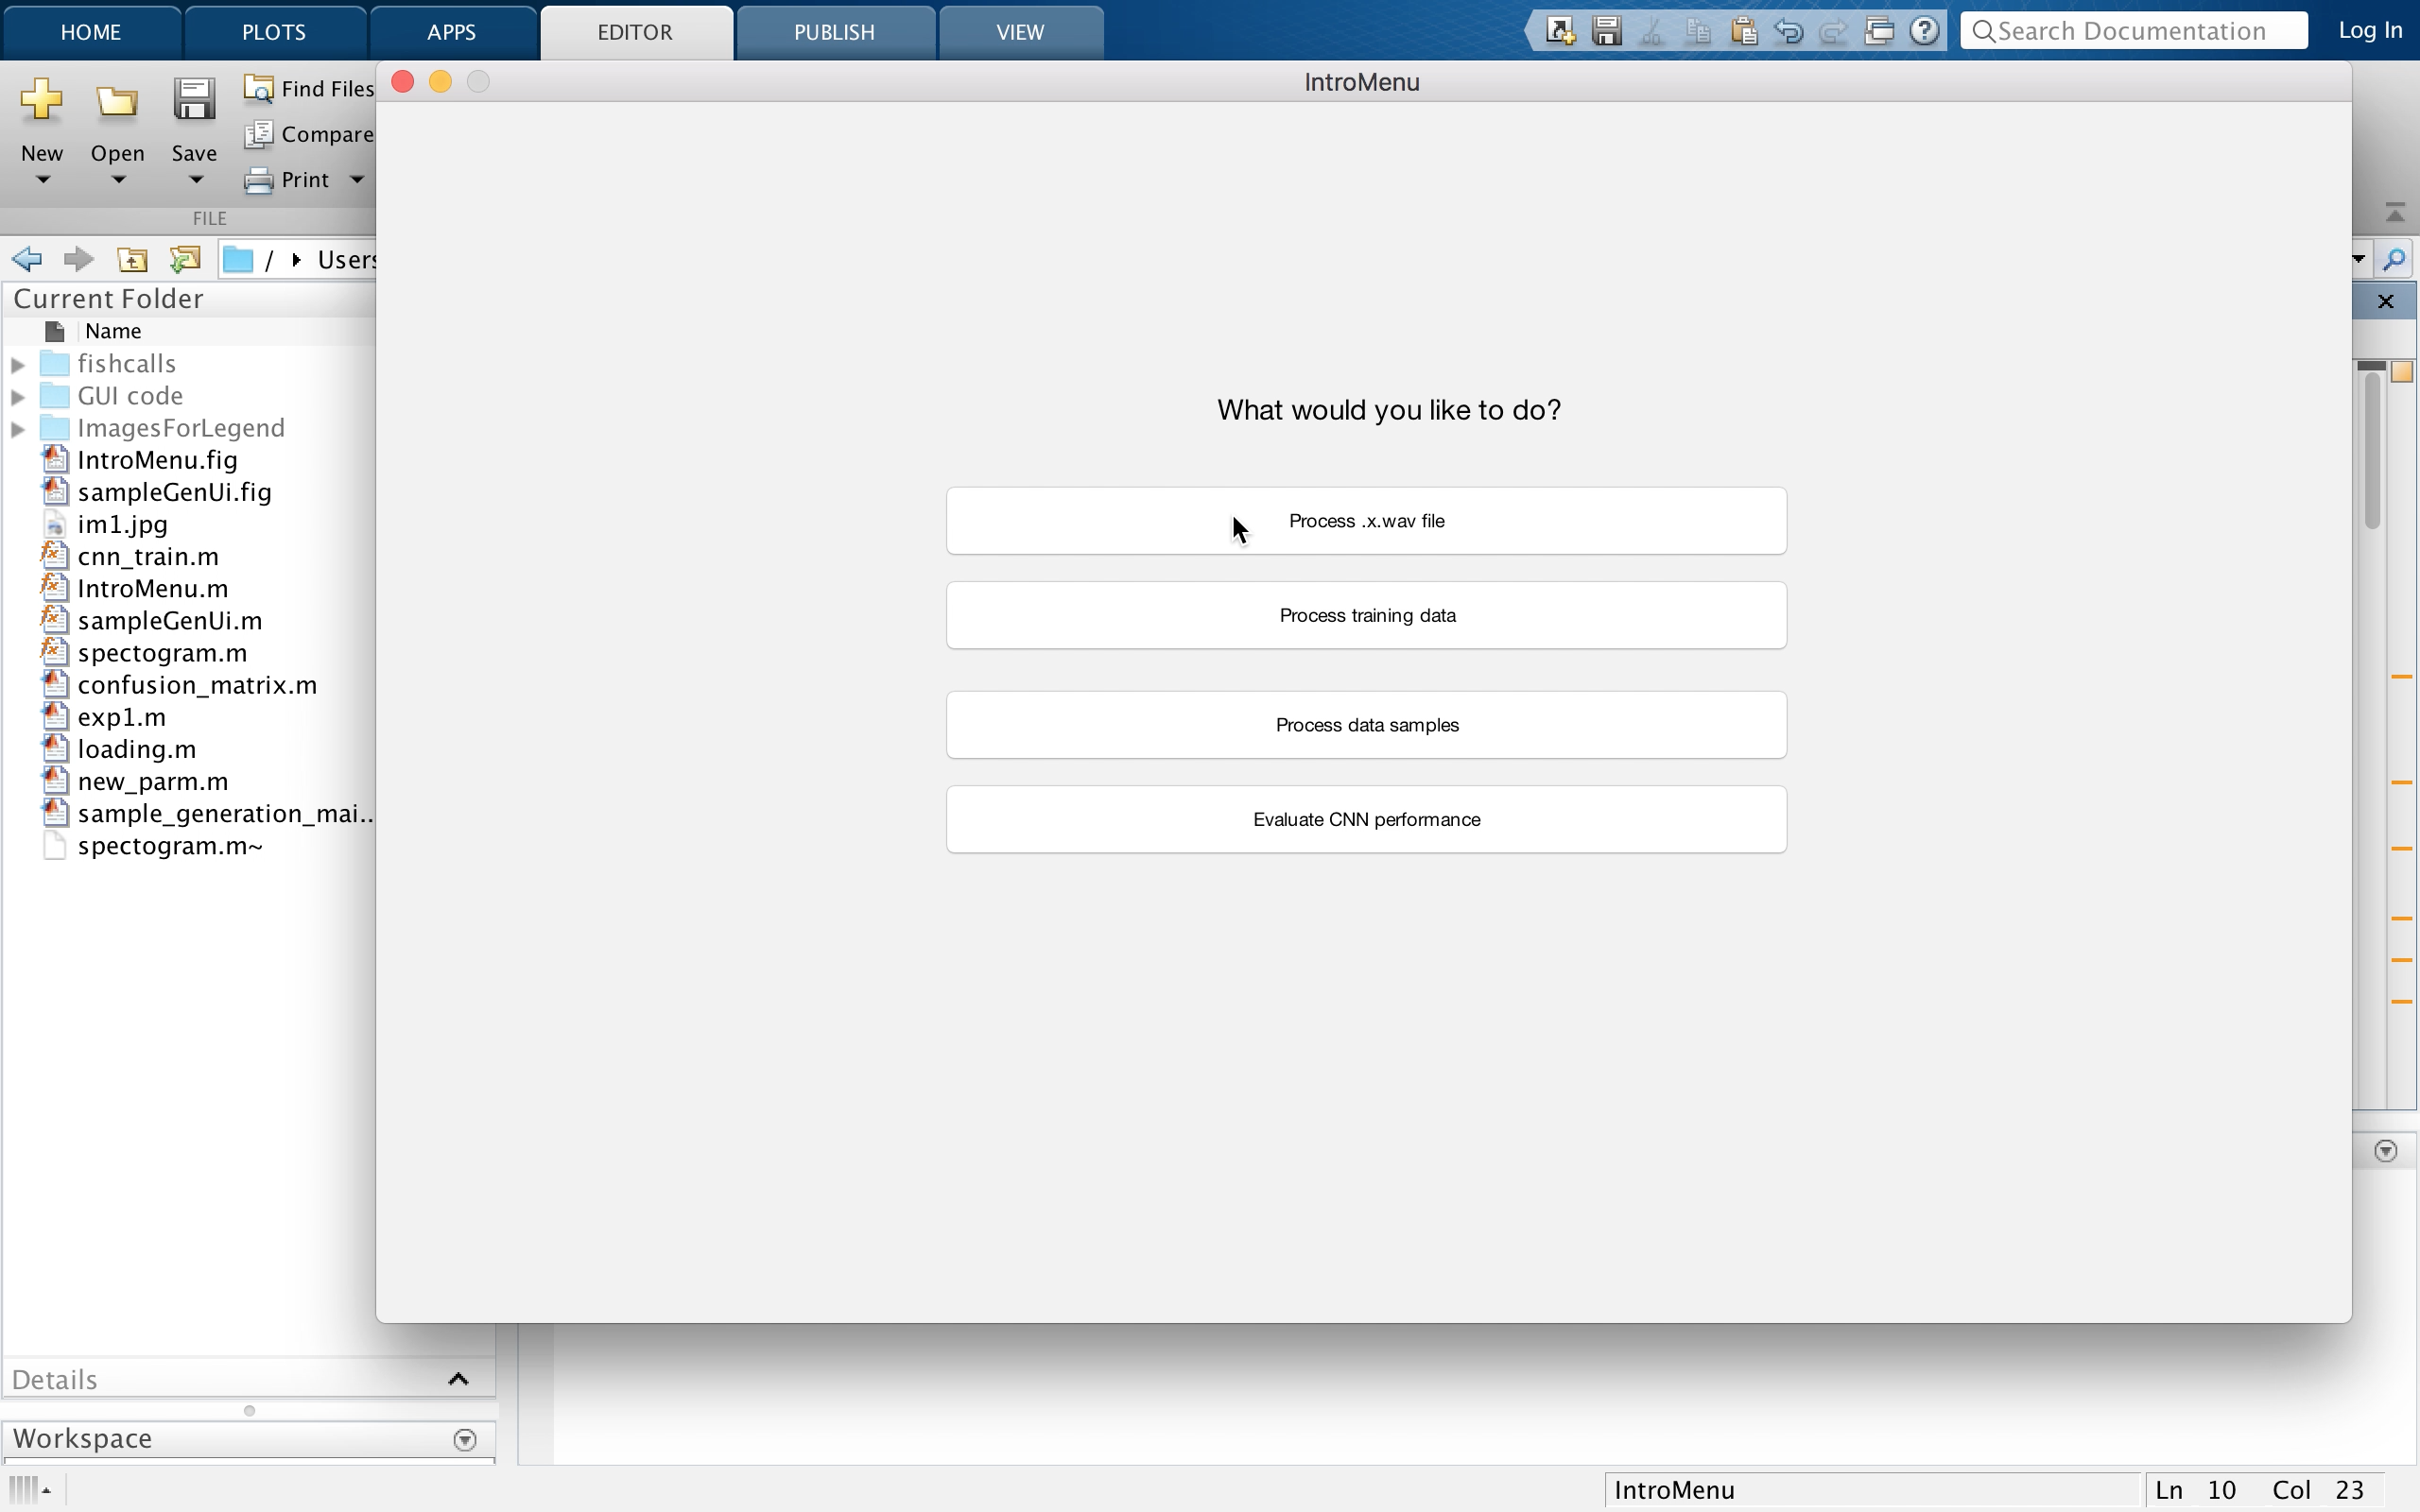 HOME PLOTS APPS EDITOR PUBLISH VIEW Search Documentation Log In
IntroMenu
New Open Save
Find Files
Compare
Print
FILE
/ Users
Current Folder
Name
fishcalls
GUI code
ImagesForLegend
IntroMenu.fig
sampleGenUi.fig
im1.jpg
cnn_train.m
IntroMenu.m
sampleGenUi.m
spectogram.m
confusion_matrix.m
exp1.m
loading.m
new_parm.m
sample_generation_mai...
spectogram.m~
What would you like to do?
Process .x.wav file
Process training data
Process data samples
Evaluate CNN performance
Details
Workspace
IntroMenu Ln 10 Col 23